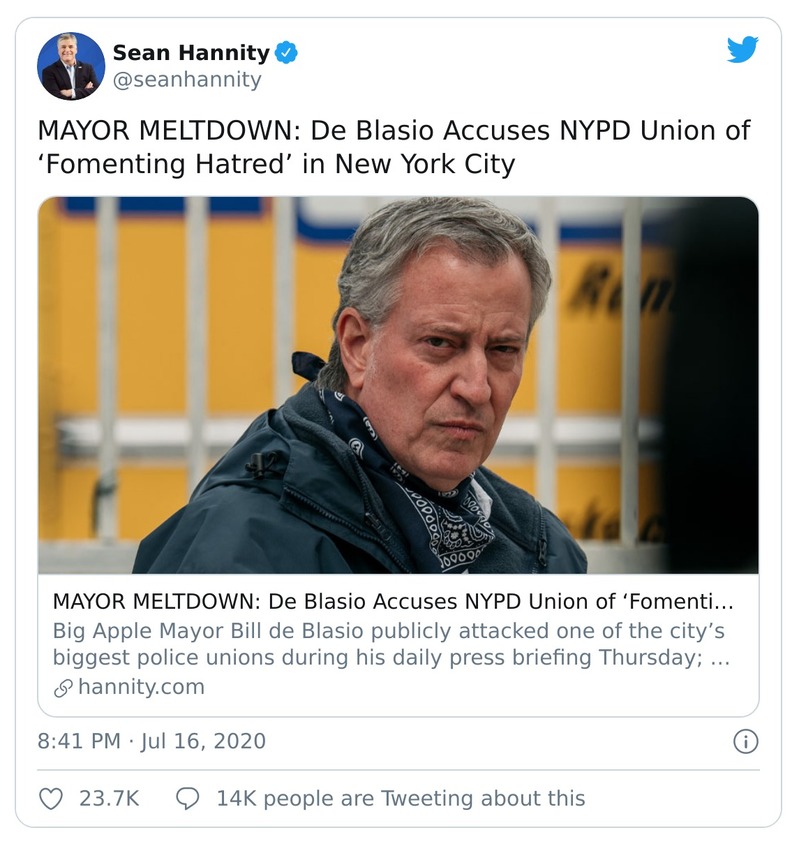 Sean Hannity
@seanhannity
MAYOR MELTDOWN: De Blasio Accuses NYPD Union of
‘Fomenting Hatred’ in New York City
MAYOR MELTDOWN: De Blasio Accuses NYPD Union of ‘Fomenti...
Big Apple Mayor Bill de Blasio publicly attacked one of the city’s
biggest police unions during his daily press briefing Thursday; ...
hannity.com
8:41 PM · Jul 16, 2020
23.7K
14K people are Tweeting about this